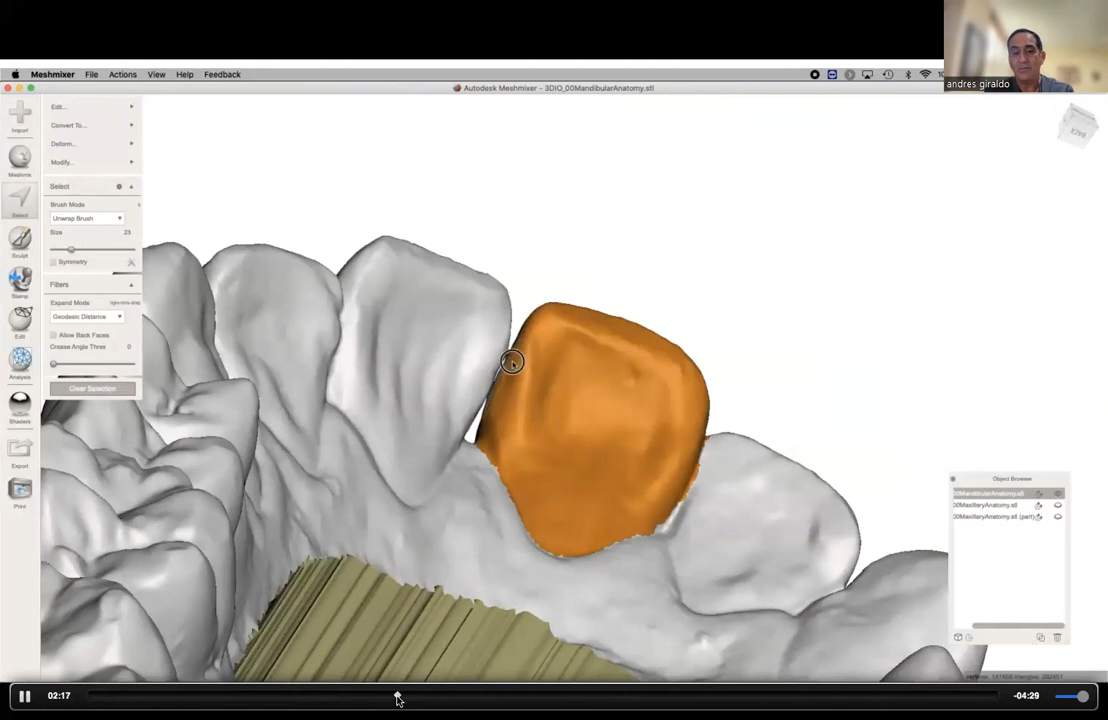 andres giraldo
Meshmixer File Actions View Help Feedback
Autodesk Meshmixer - 3DIO_00MandibularAnatomy.stl
Import
Meshmix
Select
Sculpt
Stamp
Edit
Analysis
Shaders
Export
Print
Edit...
Convert To...
Deform...
Modify...
Select
Brush Mode
Unwrap Brush
Size 23
Symmetry
Filters
Expand Mode
Geodesic Distance
Allow Back Faces
Crease Angle Thres 0
Clear Selection
BACK
Object Browser
00MandibularAnatomy.stl
00MaxillaryAnatomy.stl
00MaxillaryAnatomy.stl (part)
02:17
-04:29